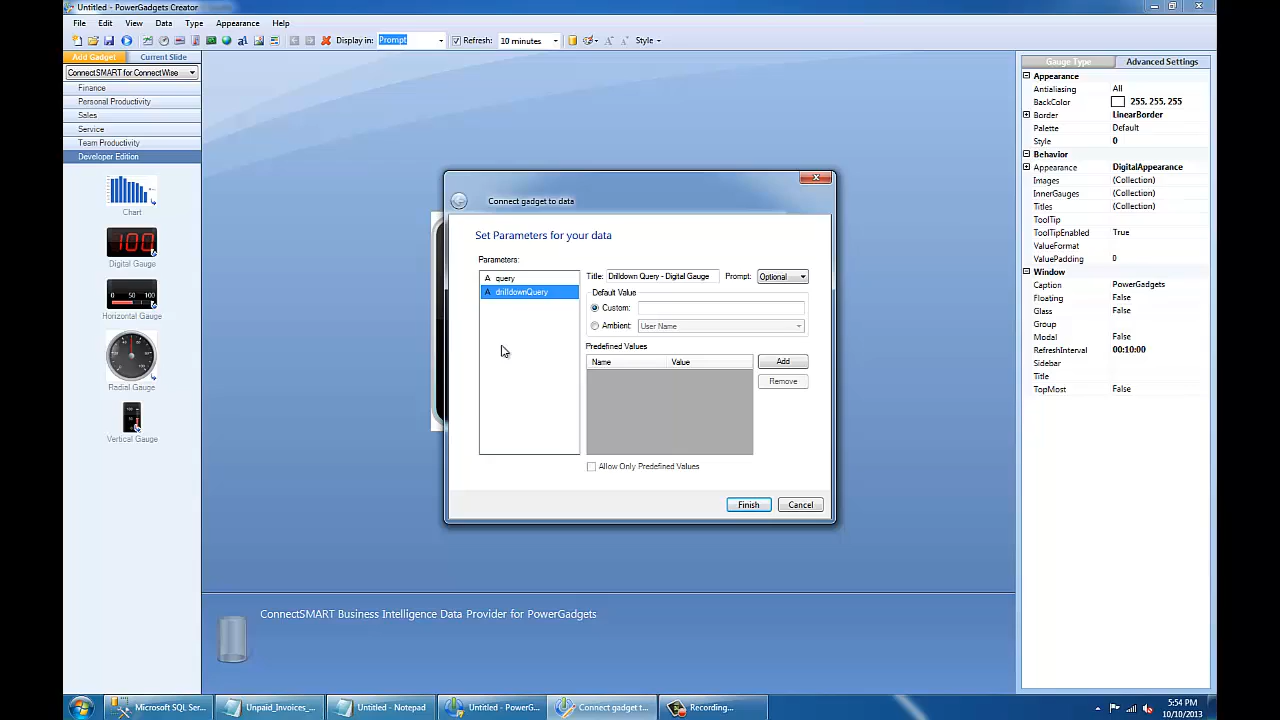 Untitled - PowerGadgets Creator
File Edit View Data Type Appearance Help
Display in: Prompt Refresh: 10 minutes Style
Add Gadget Current Slide
ConnectSMART for ConnectWise
Finance
Personal Productivity
Sales
Service
Team Productivity
Developer Edition
Chart
100
Digital Gauge
0 50 100
Horizontal Gauge
Radial Gauge
Vertical Gauge
Connect gadget to data
Set Parameters for your data
Parameters:
A query
A drilldownQuery
Title: Drilldown Query - Digital Gauge Prompt: Optional
Default Value
Custom:
Ambient: User Name
Predefined Values
Name Value
Add
Remove
Allow Only Predefined Values
Finish Cancel
ConnectSMART Business Intelligence Data Provider for PowerGadgets
Gauge Type Advanced Settings
Appearance
Antialiasing All
BackColor 255, 255, 255
Border LinearBorder
Palette Default
Style 0
Behavior
Appearance DigitalAppearance
Images (Collection)
InnerGauges (Collection)
Titles (Collection)
ToolTip
ToolTipEnabled True
ValueFormat
ValuePadding 0
Window
Caption PowerGadgets
Floating False
Glass False
Group
Modal False
RefreshInterval 00:10:00
Sidebar
Title
TopMost False
Microsoft SQL Ser... Unpaid_Invoices_... Untitled - Notepad Untitled - PowerG... Connect gadget t... Recording...
5:54 PM
10/10/2013